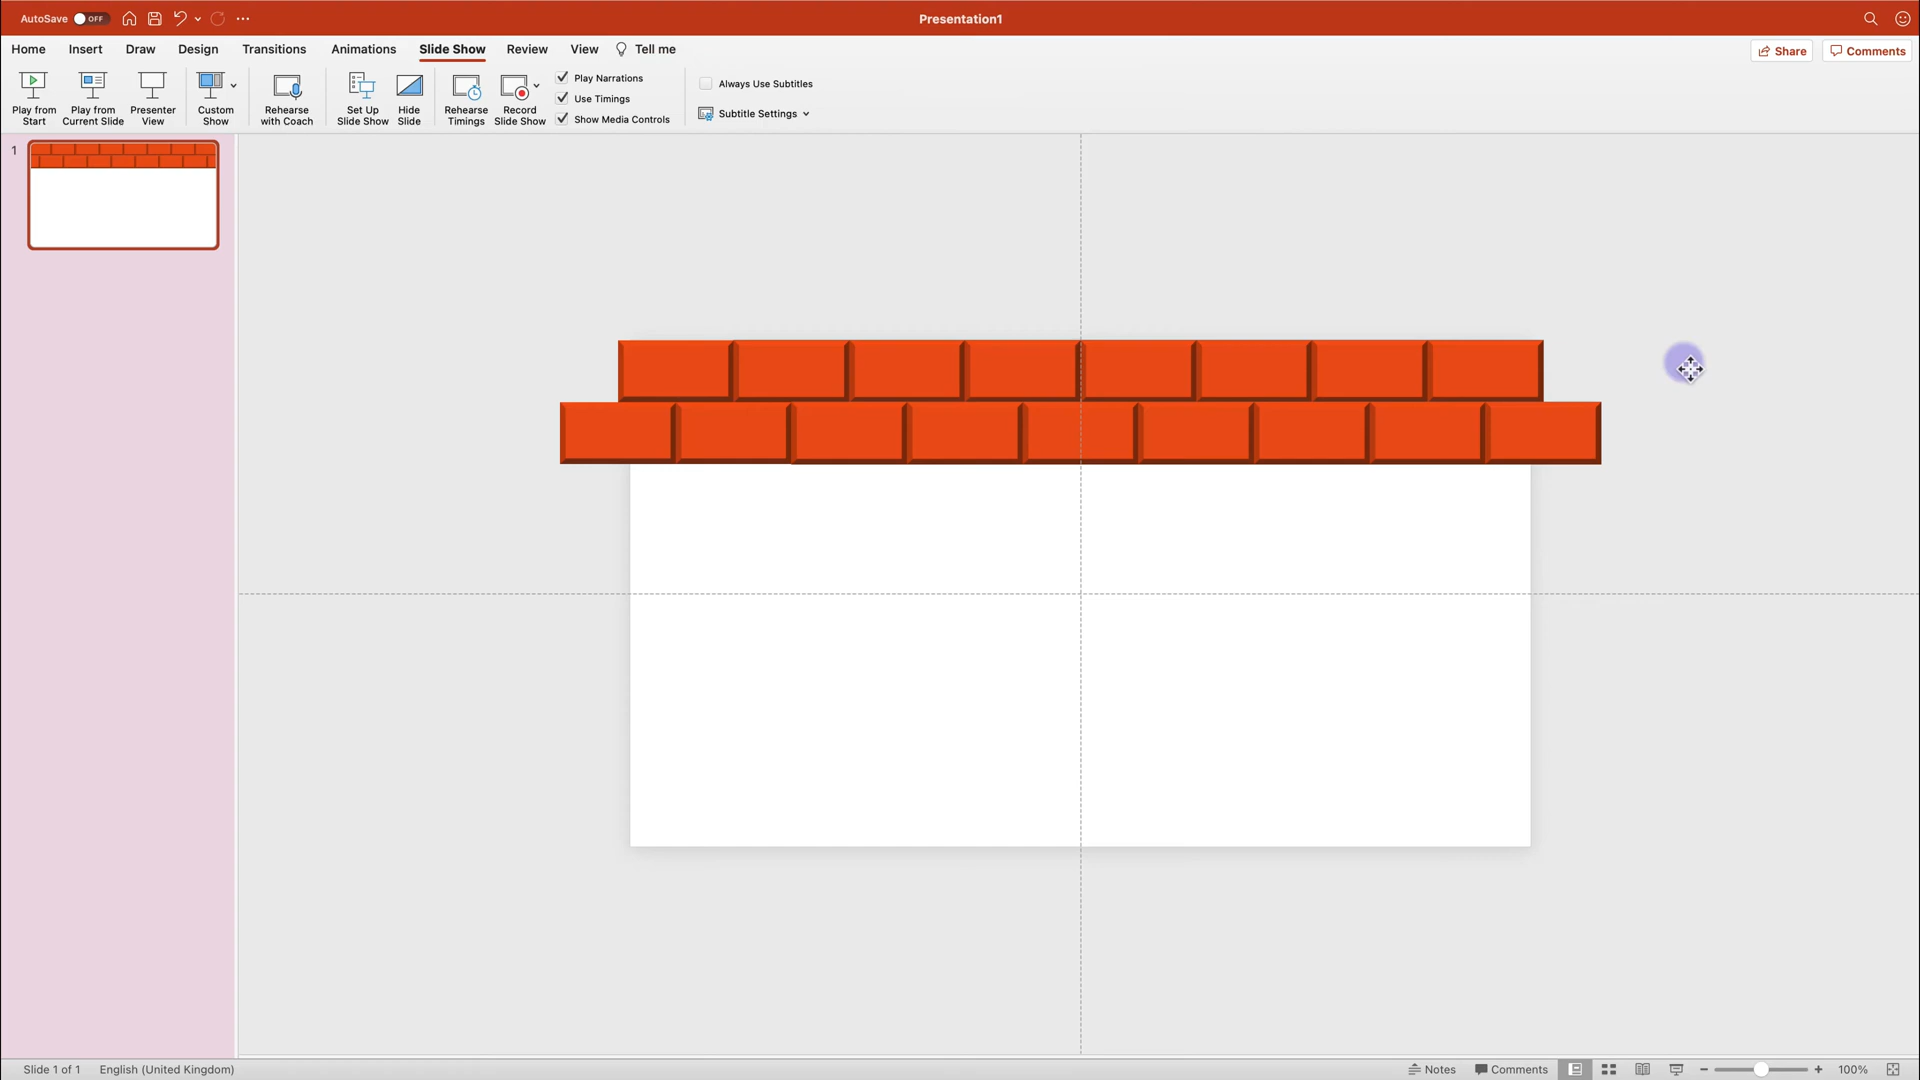 AutoSave OFF
Presentation1
Home Insert Draw Design Transitions Animations Slide Show Review View Tell me
Share Comments
Play from Start
Play from Current Slide
Presenter View
Custom Show
Rehearse with Coach
Set Up Slide Show
Hide Slide
Rehearse Timings
Record Slide Show
Play Narrations
Use Timings
Show Media Controls
Always Use Subtitles
Subtitle Settings
1
Slide 1 of 1 English (United Kingdom)
Notes Comments 100%